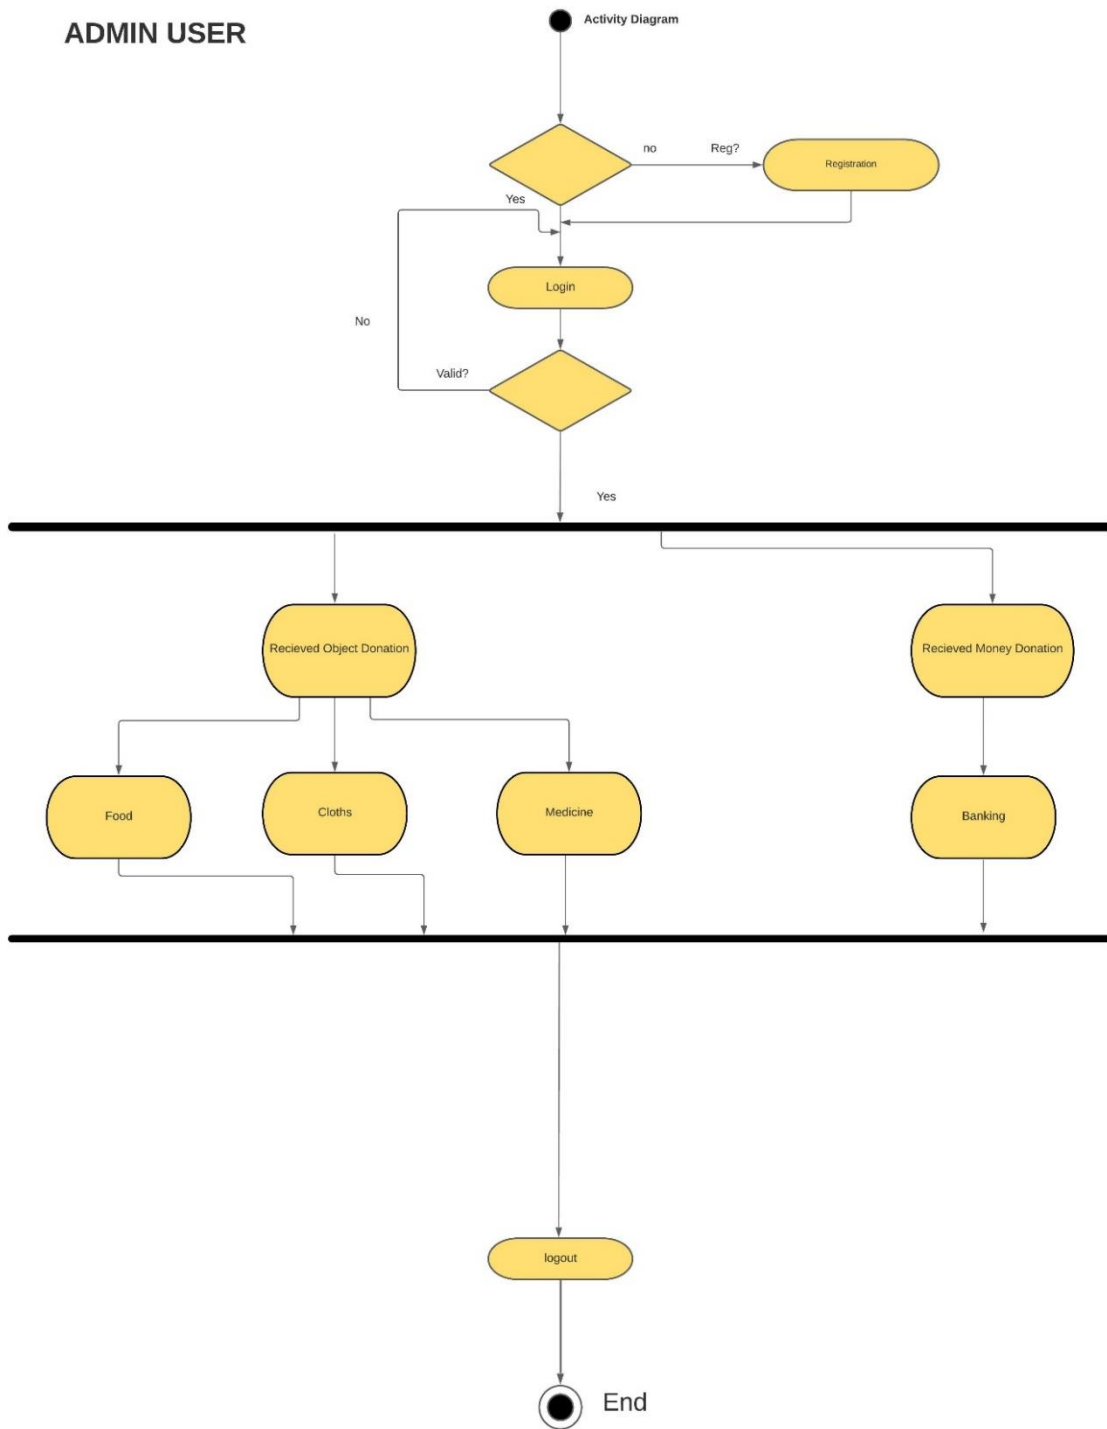 ADMIN USER
Activity Diagram
no
Reg?
Registration
Yes
Login
No
Valid?
Yes
Recieved Object Donation
Recieved Money Donation
Food
Cloths
Medicine
Banking
logout
End